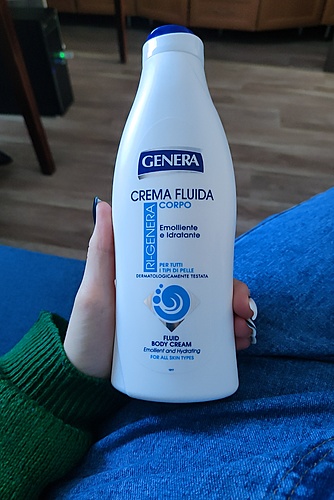 GENERA
CREMA FLUIDA
CORPO
RI-GENERA
Emolliente
e idratante
PER TUTTI
I TIPI DI PELLE
DERMATOLOGICAMENTE TESTATA
FLUID
BODY CREAM
Emollient and Hydrating
FOR ALL SKIN TYPES